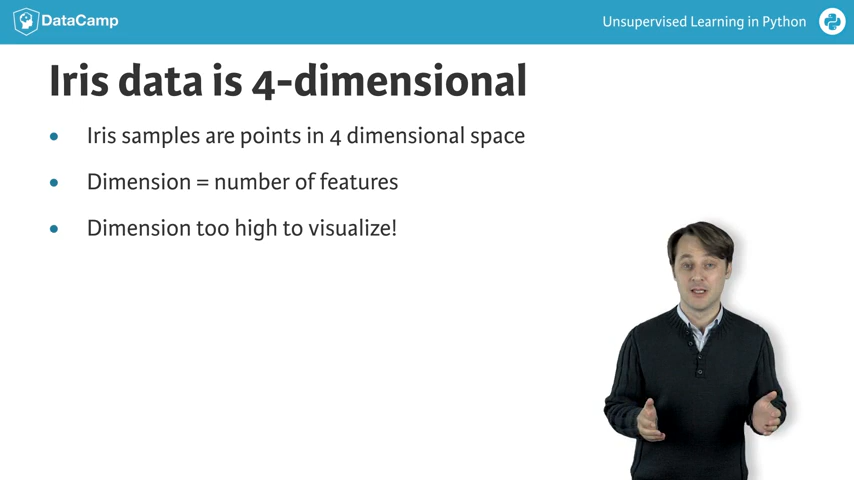 DataCamp
Unsupervised Learning in Python
Iris data is 4-dimensional
• Iris samples are points in 4 dimensional space
• Dimension = number of features
• Dimension too high to visualize!